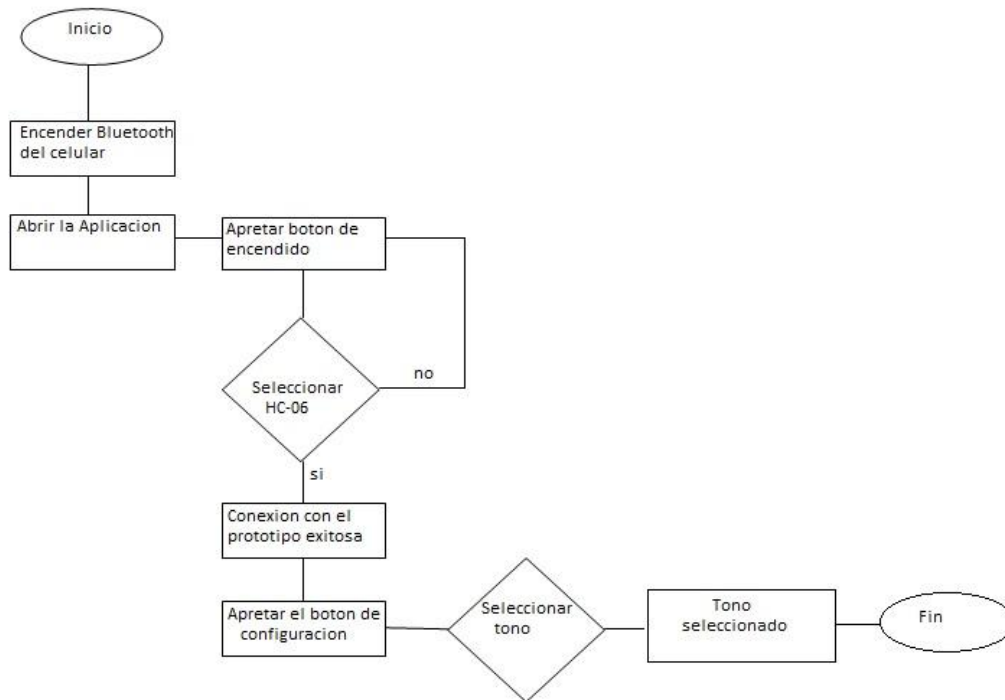 Inicio
Encender Bluetooth
del celular
Abrir la Aplicacion
Apretar boton de
encendido
Seleccionar
HC-06
no
si
Conexion con el
prototipo exitosa
Apretar el boton de
configuracion
Seleccionar
tono
Tono
seleccionado
Fin